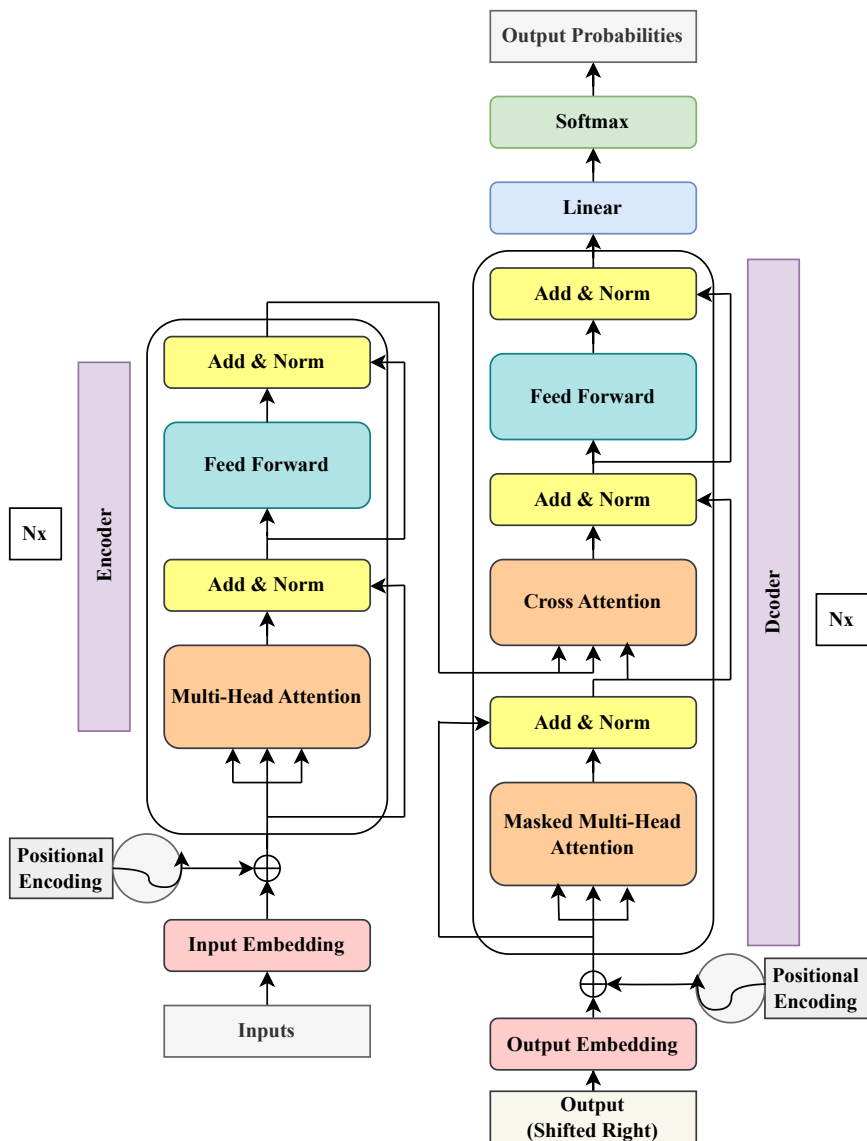 Output Probabilities
Softmax
Linear
Add & Norm
Feed Forward
Add & Norm
Cross Attention
Add & Norm
Masked Multi-Head
Attention
Dcoder
Nx
Positional
Encoding
Output Embedding
Output
(Shifted Right)
Add & Norm
Feed Forward
Add & Norm
Multi-Head Attention
Encoder
Nx
Positional
Encoding
Input Embedding
Inputs